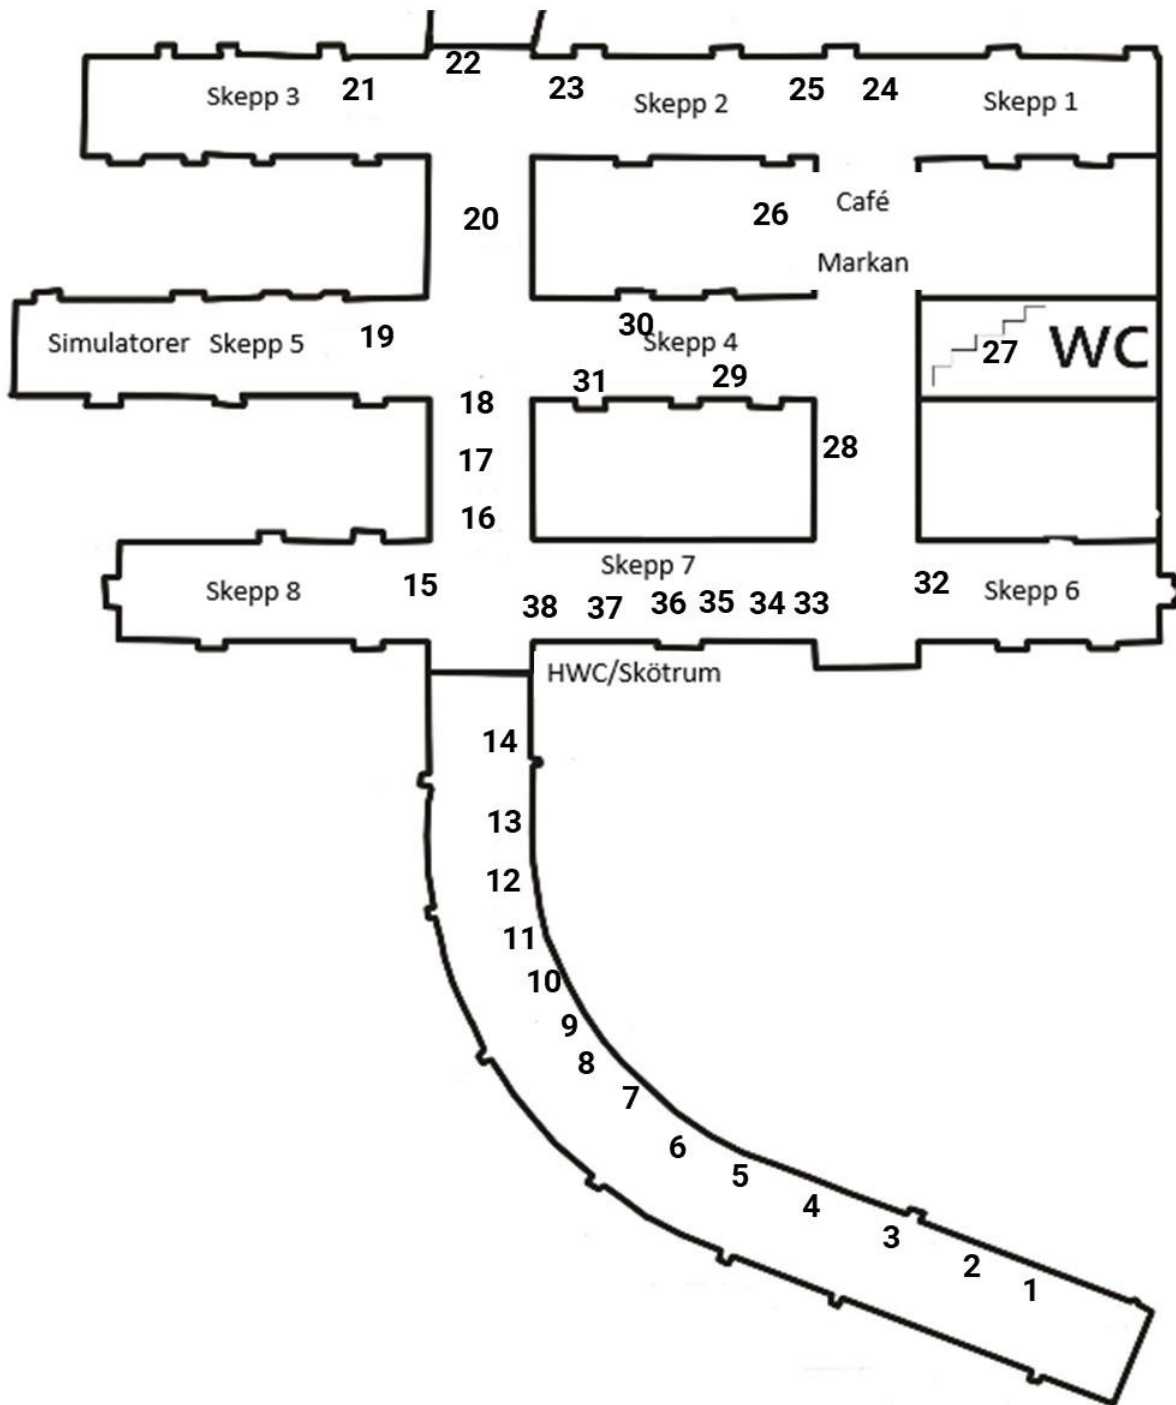 22
Skepp 3 21 23 Skepp 2 25 24 Skepp 1
20 26 Café
Markan
Simulatorer Skepp 5 19 30 Skepp 4 27 WC
18 31 29
17 28
16
Skepp 8 15 Skepp 7 32 Skepp 6
38 37 36 35 34 33
HWC/Skötrum
14
13
12
11
10
9
8
7
6
5
4
3
2
1